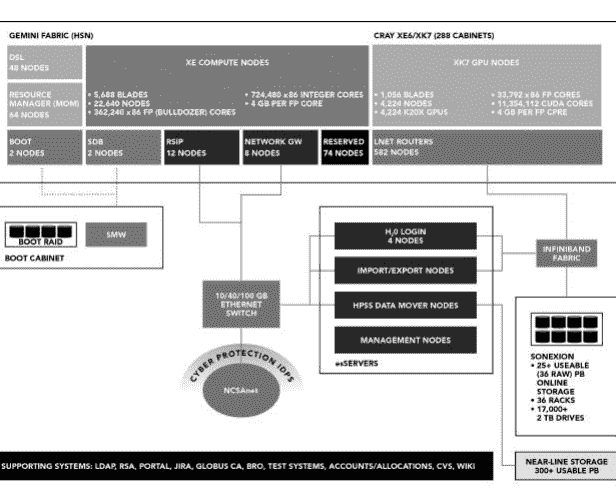 GEMINI FABRIC (HSN)
CRAY XE6/XK7 (288 CABINETS)
DSL
48 NODES
RESOURCE
MANAGER (MOM)
64 NODES
XE COMPUTE NODES
• 5,688 BLADES
• 22,640 NODES
• 362,240 x86 FP (BULLDOZER) CORES
• 724,480 x86 INTEGER CORES
• 4 GB PER FP CORE
XK7 GPU NODES
• 1,056 BLADES
• 4,224 NODES
• 4,224 K20X GPUS
• 33,792 x86 FP CORES
• 11,354,112 CUDA CORES
• 4 GB PER FP CPRE
BOOT
2 NODES
SDB
2 NODES
RSIP
12 NODES
NETWORK GW
8 NODES
RESERVED
74 NODES
LNET ROUTERS
582 NODES
BOOT RAID
SMW
BOOT CABINET
10/40/100 GB
ETHERNET
SWITCH
CYBER PROTECTION IDPS
NCSAnet
H₂0 LOGIN
4 NODES
IMPORT/EXPORT NODES
HPSS DATA MOVER NODES
MANAGEMENT NODES
esSERVERS
INFINIBAND
FABRIC
SONEXION
• 25+ USEABLE
(36 RAW) PB
ONLINE
STORAGE
• 36 RACKS
• 17,000+
2 TB DRIVES
NEAR-LINE STORAGE
300+ USABLE PB
SUPPORTING SYSTEMS: LDAP, RSA, PORTAL, JIRA, GLOBUS CA, BRO, TEST SYSTEMS, ACCOUNTS/ALLOCATIONS, CVS, WIKI